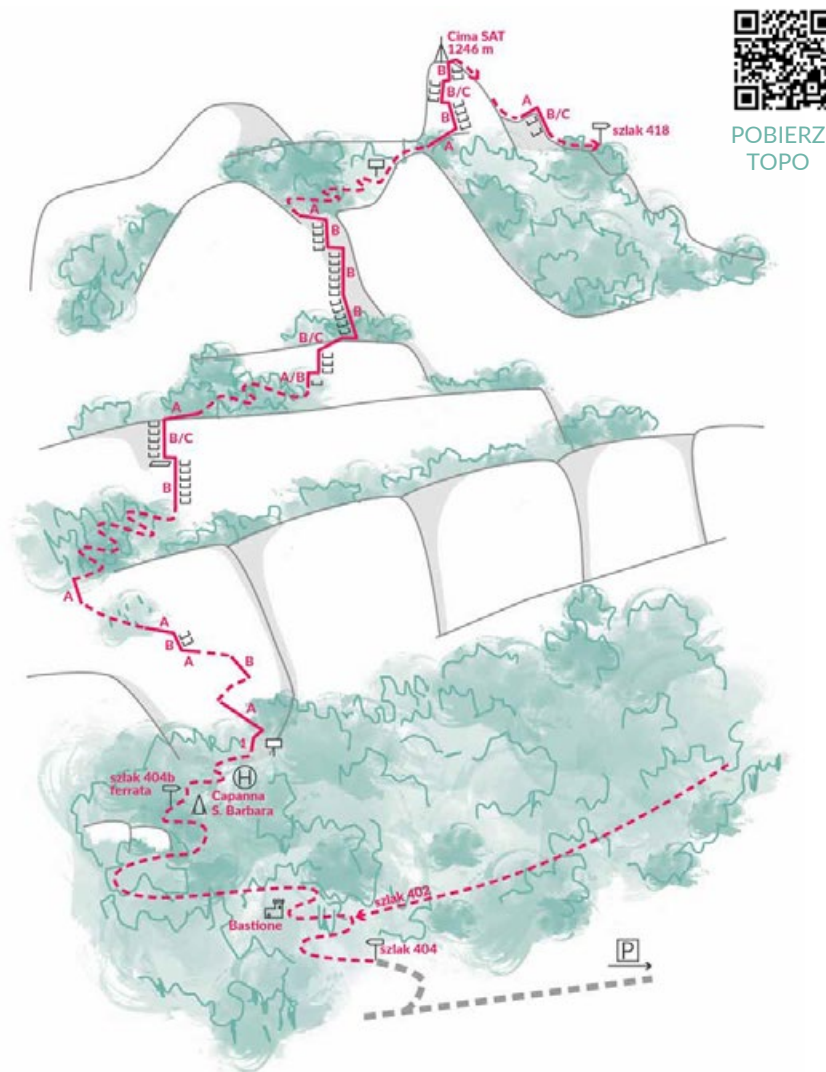 Cima SAT
1246 m
B
B/C
B
A
A
B/C
szlak 418
POBIERZ
TOPO
A
B
B
B
B/C
A/B
A
B/C
B
A
A
B
A
B
A
1
H
szlak 404b
ferrata
Capanna
S. Barbara
szlak 402
Bastione
szlak 404
P